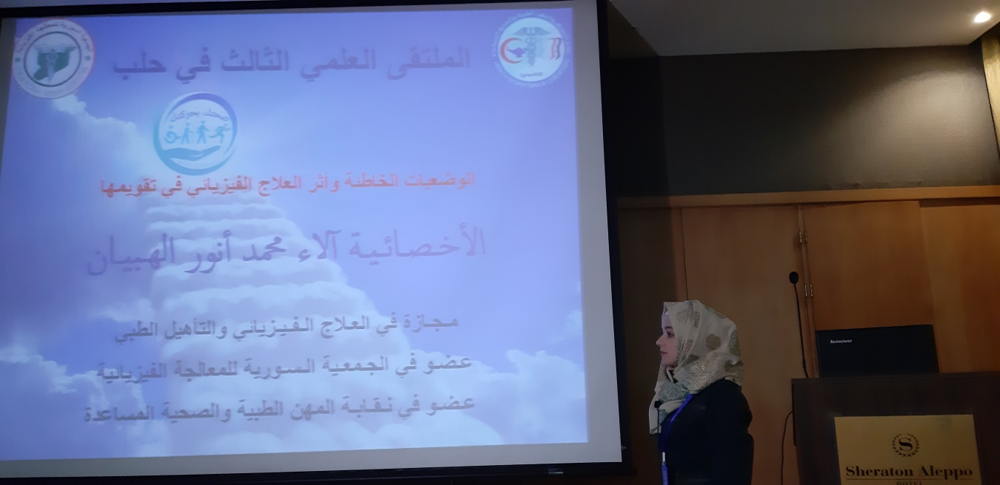 الملتقى العلمي الثالث في حلب
صحتك بحركتك
الوضعيات الخاطئة وأثر العلاج الفيزيائي في تقويمها
الأخصائية آلاء محمد أنور الهبيان
مجازة في العلاج الفيزيائي والتأهيل الطبي
عضو في الجمعية السورية للمعالجة الفيزيائية
عضو في نقابة المهن الطبية والصحية المساعدة
lenovo
S
Sheraton Aleppo
HOTEL